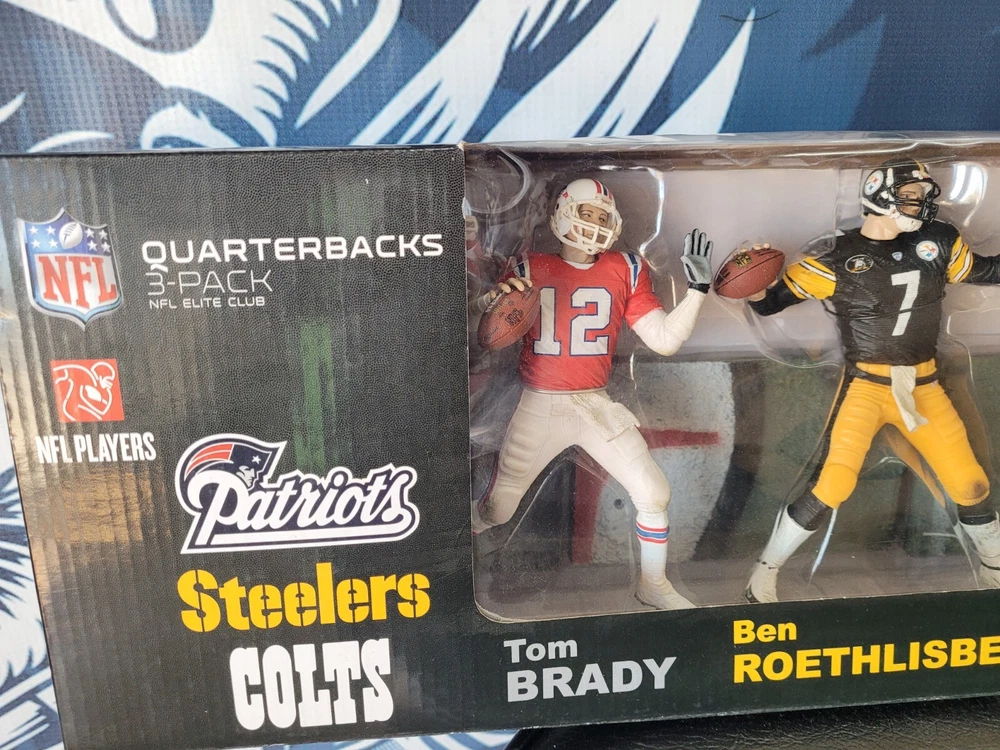 NFL
QUARTERBACKS
3-PACK
NFL ELITE CLUB
NFL PLAYERS
Patriots
Steelers
COLTS
12
7
Tom
BRADY
Ben
ROETHLISBE